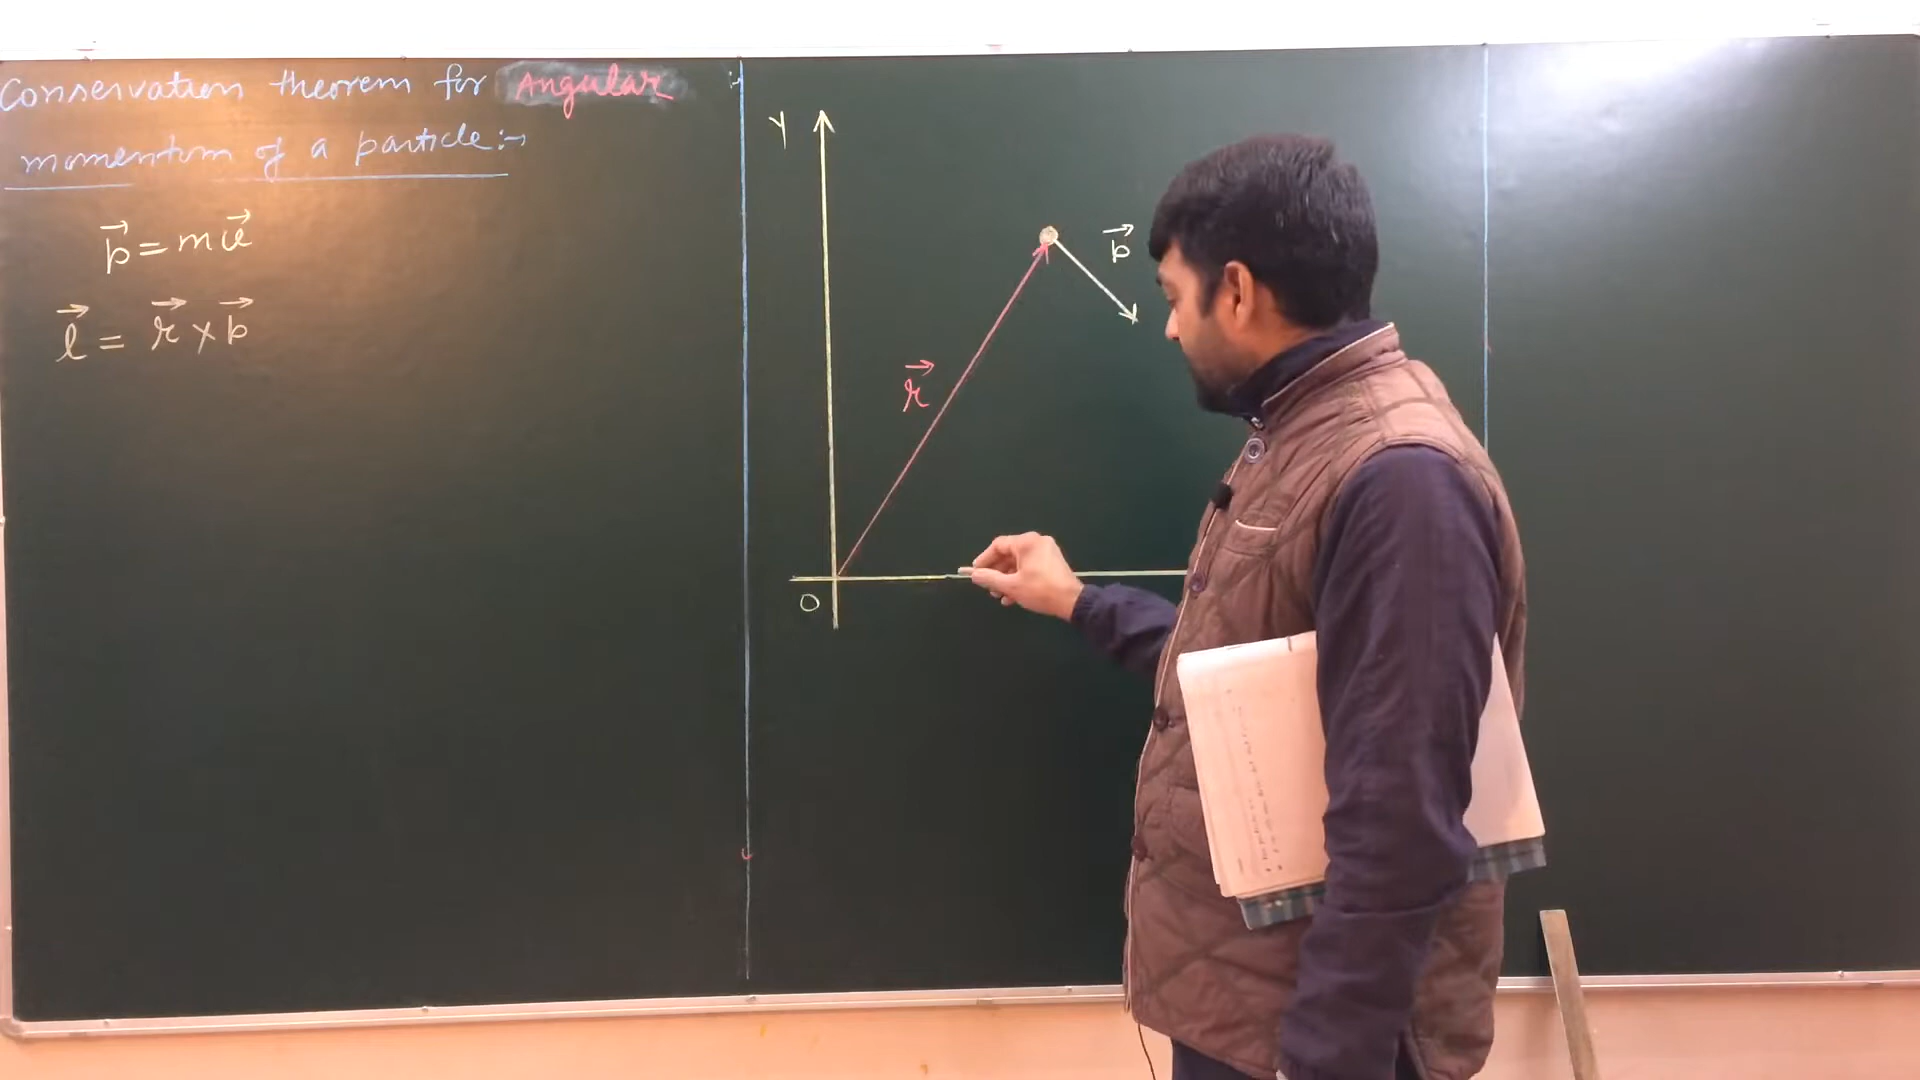 Conservation theorem for Angular :-
momentum of a particle :-
p⃗ = mv⃗
l⃗ = r⃗ × p⃗
Y
p⃗
r⃗
O